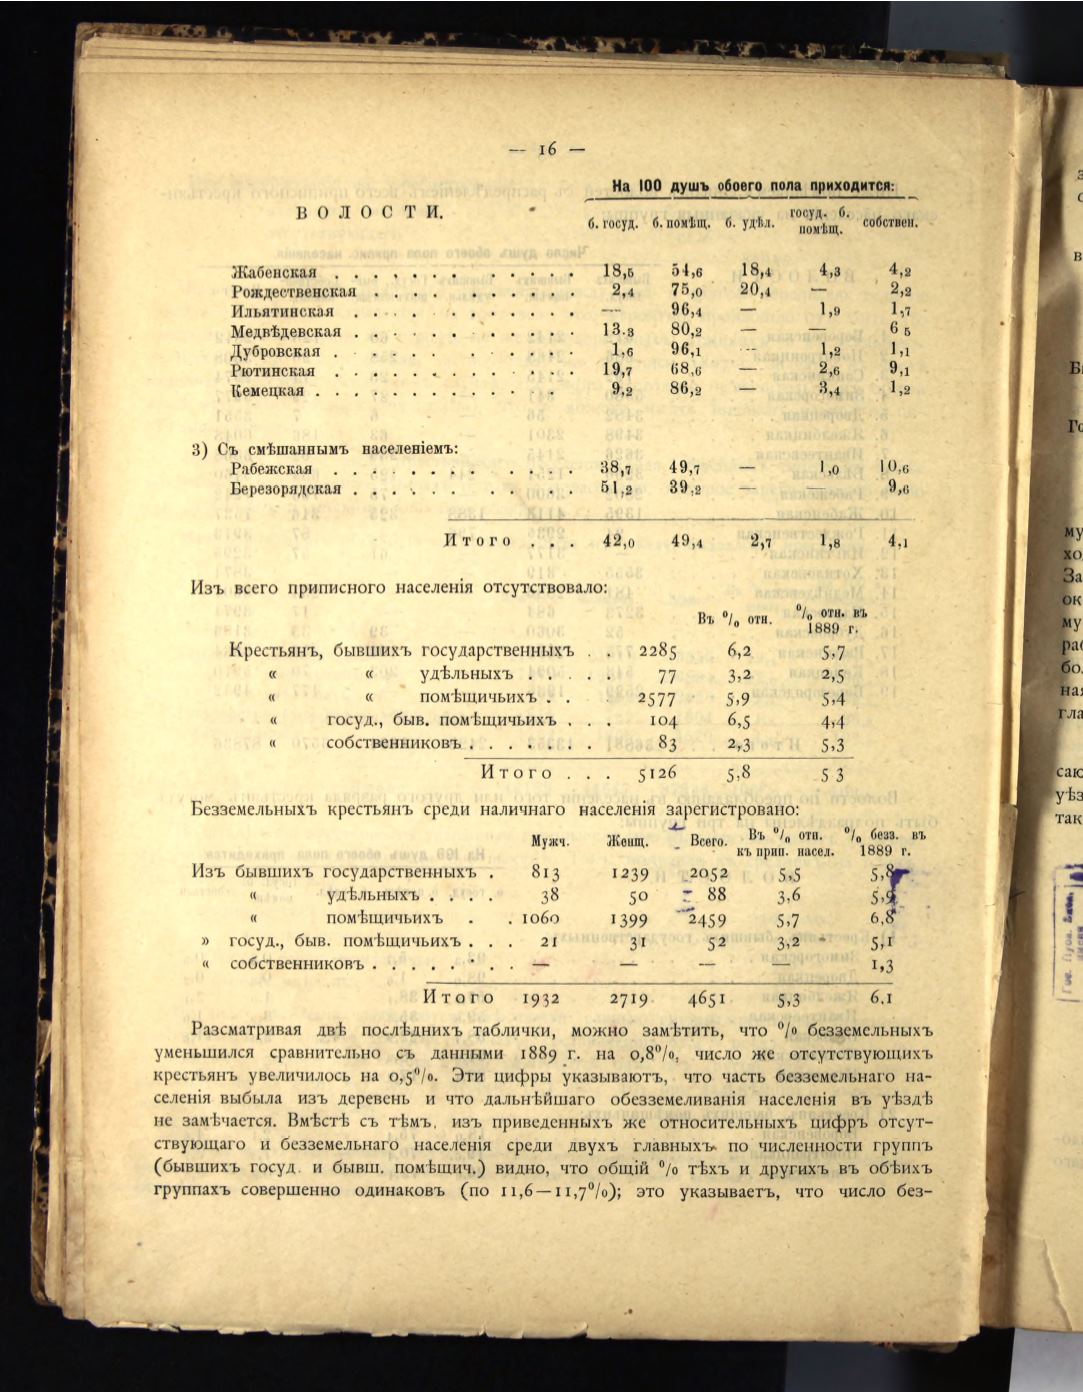 — 16 —
На 100 душъ обоего пола приходится:
ВОЛОСТИ.
б. госуд. б. помѣщ. б. удѣл. госуд. б. помѣщ. собствен.
Жабенская . . . . . . . . . . . . 18,5 54,6 18,4 4,3 4,2
Рождественская . . . . . . . . . . 2,4 75,0 20,4 — 2,2
Ильятинская . . . . . . . . . . . — 96,4 — 1,9 1,7
Медвѣдевская . . . . . . . . . . . 13.3 80,2 — — 6 5
Дубровская . . . . . . . . . . . 1,6 96,1 — 1,2 1,1
Рютинская . . . . . . . . . . . . 19,7 68,6 — 2,6 9,1
Кемецкая . . . . . . . . . . . 9,2 86,2 — 3,4 1,2
3) Съ смѣшаннымъ населеніемъ:
Рабежская . . . . . . . . . . . 38,7 49,7 — 1,0 10,6
Березорядская . . . . . . . . . 51,2 39,2 — — 9,6
Итого . . . 42,0 49,4 2,7 1,8 4,1
Изъ всего приписного населенія отсутствовало:
Въ % отн. % отн. въ 1889 г.
Крестьянъ, бывшихъ государственныхъ . . 2285 6,2 5,7
“ “ удѣльныхъ . . . . . 77 3,2 2,5
“ “ помѣщичьихъ . . . 2577 5,9 5,4
“ госуд., быв. помѣщичьихъ . . . 104 6,5 4,4
“ собственниковъ . . . . . . . 83 2,3 5,3
Итого . . . 5126 5,8 5 3
Безземельныхъ крестьянъ среди наличнаго населенія зарегистровано:
Мужч. Женщ. Всего. Въ % отн. къ прип. насел. % безз. въ 1889 г.
Изъ бывшихъ государственныхъ . 813 1239 2052 5,5 5,8
“ удѣльныхъ . . . . 38 50 88 3,6 5,9
“ помѣщичьихъ . . 1060 1399 2459 5,7 6,8
» госуд., быв. помѣщичьихъ . . . 21 31 52 3,2 5,1
“ собственниковъ . . . . . . . . — — — — 1,3
Итого 1932 2719 4651 5,3 6,1
Разсматривая двѣ послѣднихъ таблички, можно замѣтить, что % безземельныхъ
уменьшился сравнительно съ данными 1889 г. на 0,8%, число же отсутствующихъ
крестьянъ увеличилось на 0,5%. Эти цифры указываютъ, что часть безземельнаго на-
селенія выбыла изъ деревень и что дальнѣйшаго обезземеливанія населенія въ уѣздѣ
не замѣчается. Вмѣстѣ съ тѣмъ, изъ приведенныхъ же относительныхъ цифръ отсут-
ствующаго и безземельнаго населенія среди двухъ главныхъ по численности группъ
(бывшихъ госуд. и бывш. помѣщич.) видно, что общій % тѣхъ и другихъ въ обѣихъ
группахъ совершенно одинаковъ (по 11,6—11,7%); это указываетъ, что число без-